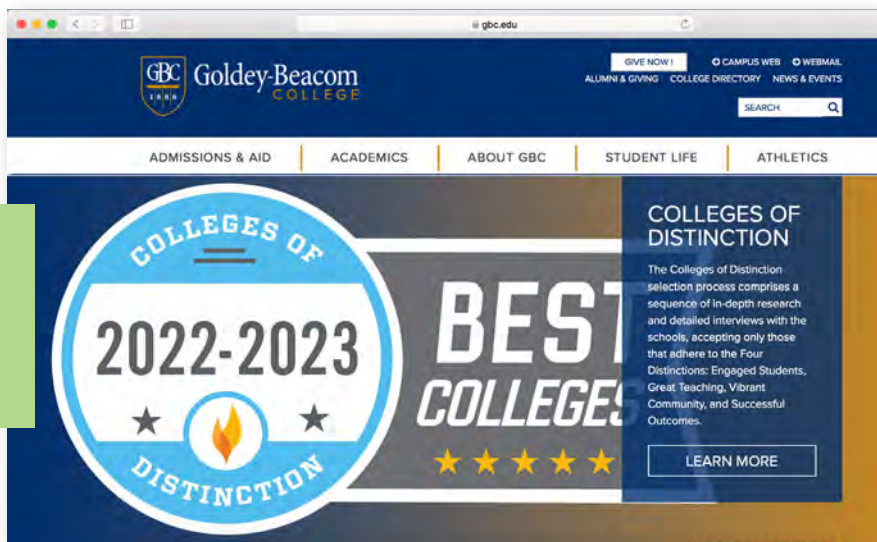 gbc.edu
GBC
1886
Goldey-Beacom
COLLEGE
GIVE NOW !
CAMPUS WEB
WEBMAIL
ALUMNI & GIVING
COLLEGE DIRECTORY
NEWS & EVENTS
SEARCH
ADMISSIONS & AID
ACADEMICS
ABOUT GBC
STUDENT LIFE
ATHLETICS
COLLEGES OF
2022-2023
DISTINCTION
BEST
COLLEGES
COLLEGES OF
DISTINCTION
The Colleges of Distinction
selection process comprises a
sequence of in-depth research
and detailed interviews with the
schools, accepting only those
that adhere to the Four
Distinctions: Engaged Students,
Great Teaching, Vibrant
Community, and Successful
Outcomes.
LEARN MORE